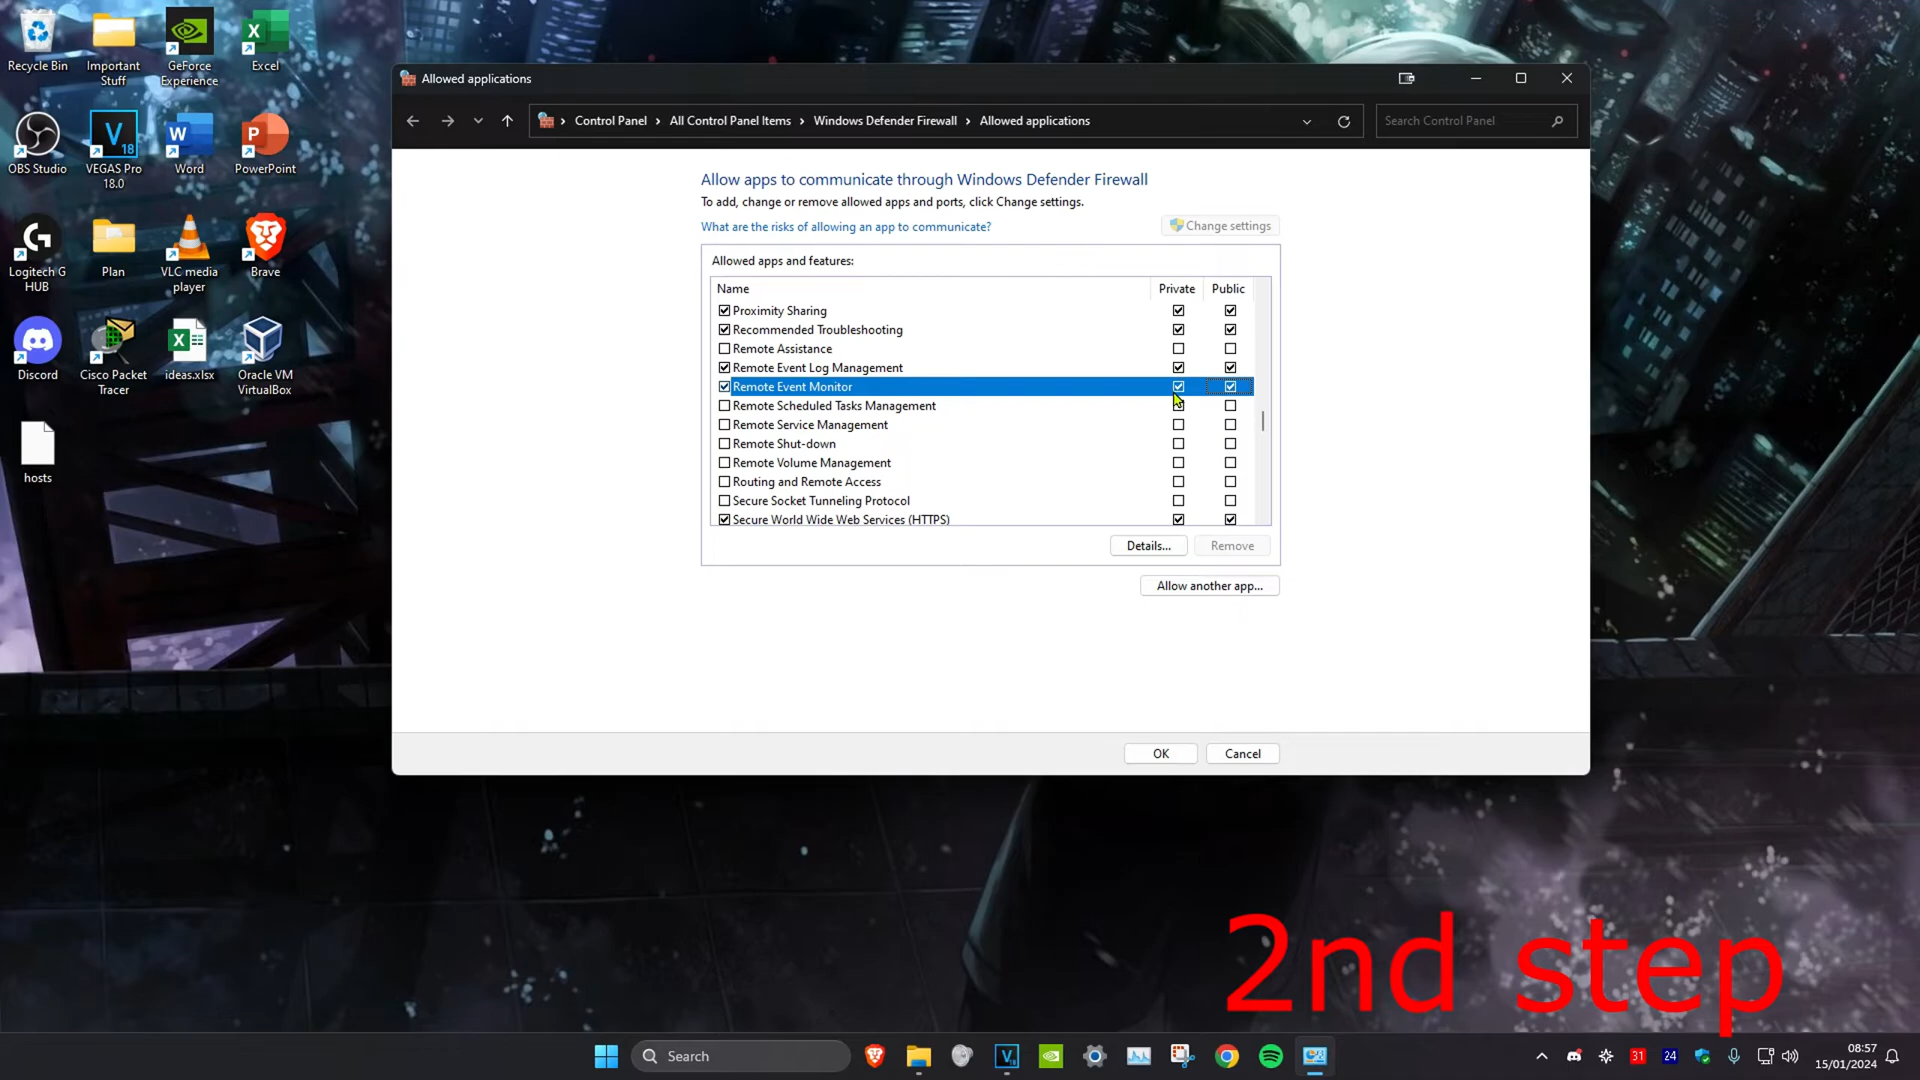 Recycle Bin
Important Stuff
GeForce Experience
Excel
OBS Studio
VEGAS Pro 18.0
Word
PowerPoint
Logitech G HUB
Plan
VLC media player
Brave
Discord
Cisco Packet Tracer
ideas.xlsx
Oracle VM VirtualBox
hosts
Allowed applications
Control Panel > All Control Panel Items > Windows Defender Firewall > Allowed applications
Search Control Panel
Allow apps to communicate through Windows Defender Firewall
To add, change or remove allowed apps and ports, click Change settings.
What are the risks of allowing an app to communicate?
Change settings
Allowed apps and features:
Name Private Public
Proximity Sharing
Recommended Troubleshooting
Remote Assistance
Remote Event Log Management
Remote Event Monitor
Remote Scheduled Tasks Management
Remote Service Management
Remote Shut-down
Remote Volume Management
Routing and Remote Access
Secure Socket Tunneling Protocol
Secure World Wide Web Services (HTTPS)
Details... Remove
Allow another app...
OK Cancel
2nd step
Search
31 24
08:57
15/01/2024